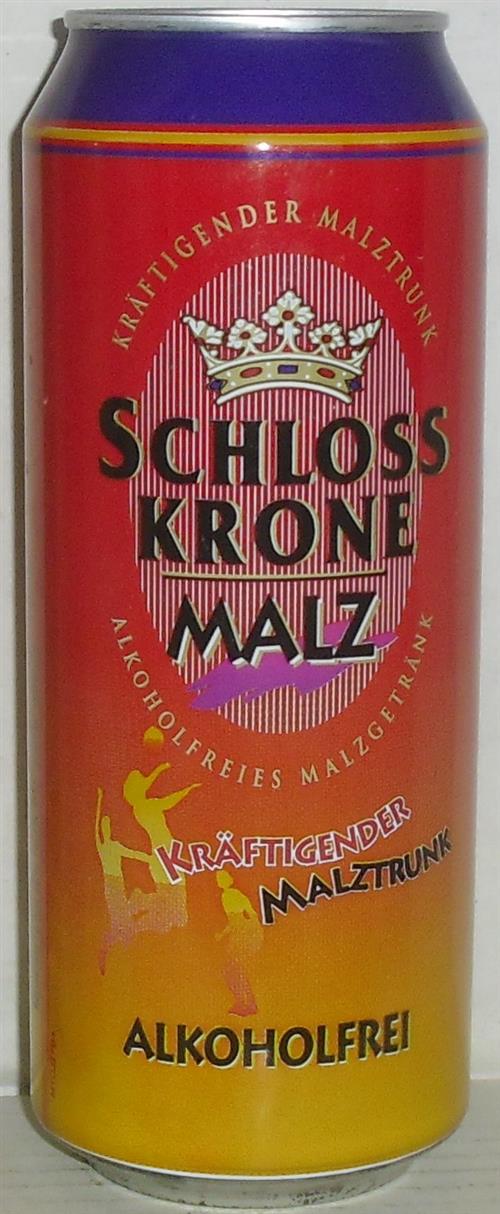 KRÄFTIGENDER MALZTRUNK
SCHLOSS
KRONE
MALZ
ALKOHOLFREIES MALZGETRÄNK
KRÄFTIGENDER
MALZTRUNK
ALKOHOLFREI